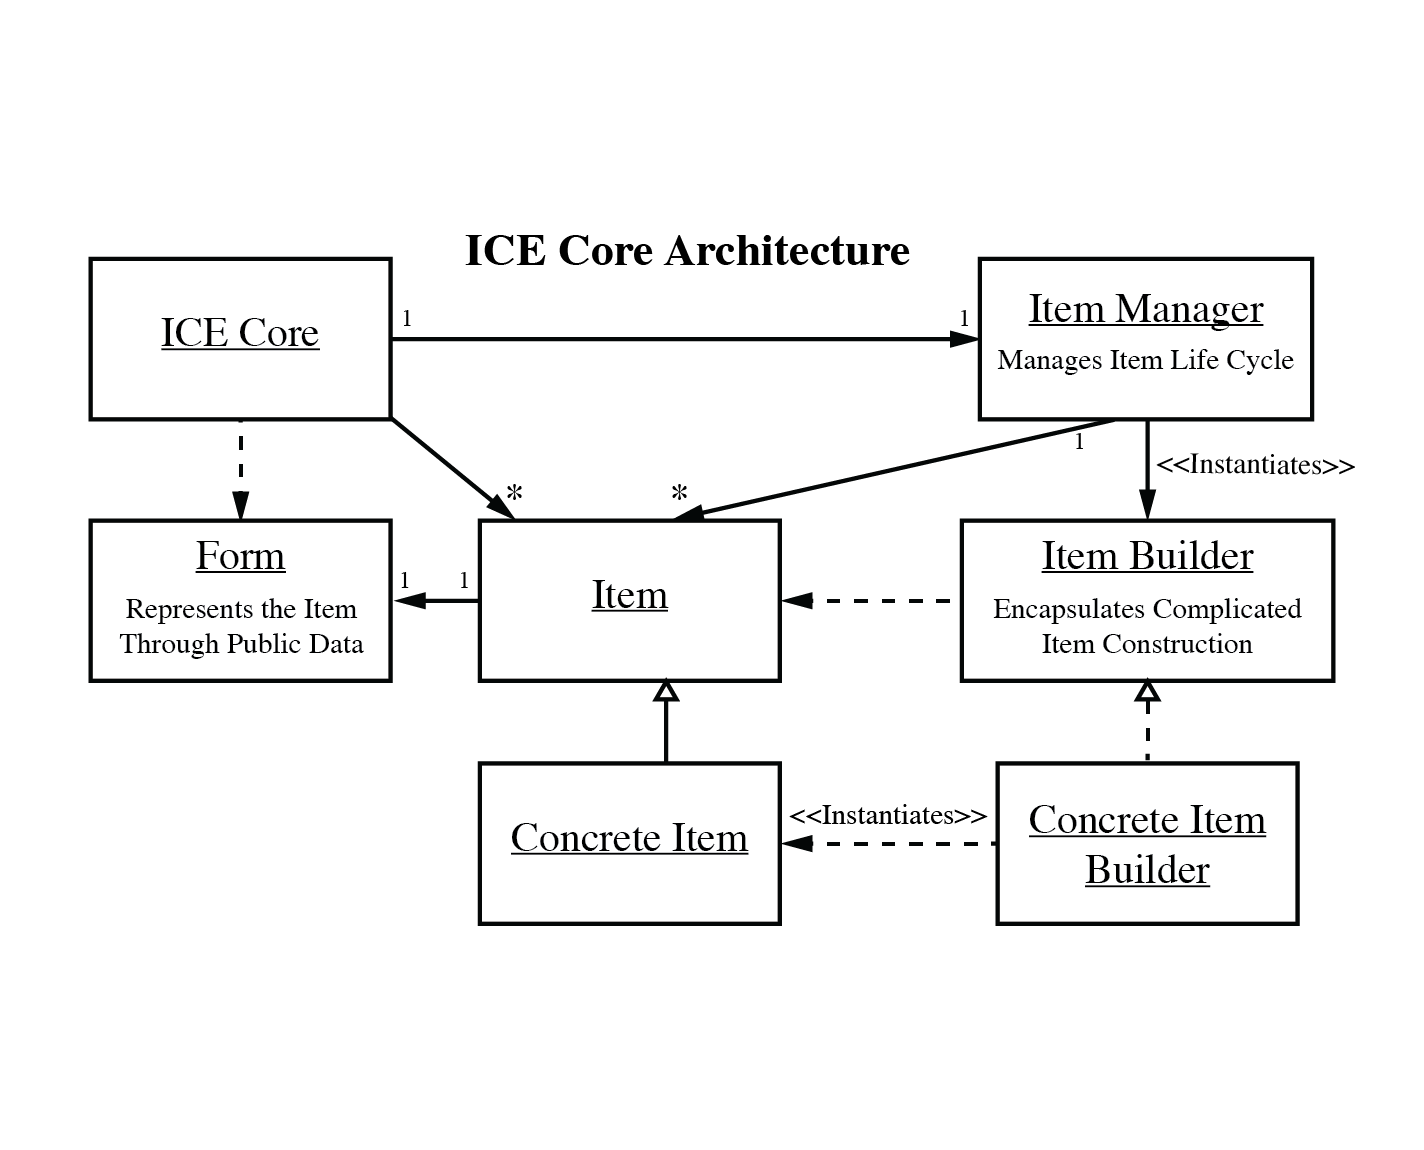 ICE Core Architecture
ICE Core
1
1
Item Manager
Manages Item Life Cycle
1
<<Instantiates>>
*
*
Form
Represents the Item
Through Public Data
1
1
Item
Item Builder
Encapsulates Complicated
Item Construction
Concrete Item
<<Instantiates>>
Concrete Item
Builder